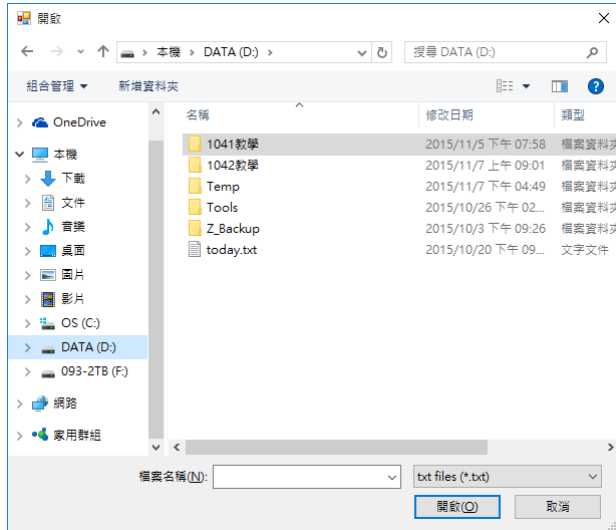 開啟
本機 › DATA (D:) ›
搜尋 DATA (D:)
組合管理 ▾ 新增資料夾
名稱 修改日期 類型
OneDrive
本機
下載
文件
音樂
桌面
圖片
影片
OS (C:)
DATA (D:)
093-2TB (F:)
網路
家用群組
1041教學 2015/11/5 下午 07:58 檔案資料夾
1042教學 2015/11/7 上午 09:01 檔案資料夾
Temp 2015/11/7 下午 04:49 檔案資料夾
Tools 2015/10/26 下午 02... 檔案資料夾
Z_Backup 2015/10/3 下午 09:26 檔案資料夾
today.txt 2015/10/20 下午 09... 文字文件
檔案名稱(N): txt files (*.txt)
開啟(O) 取消